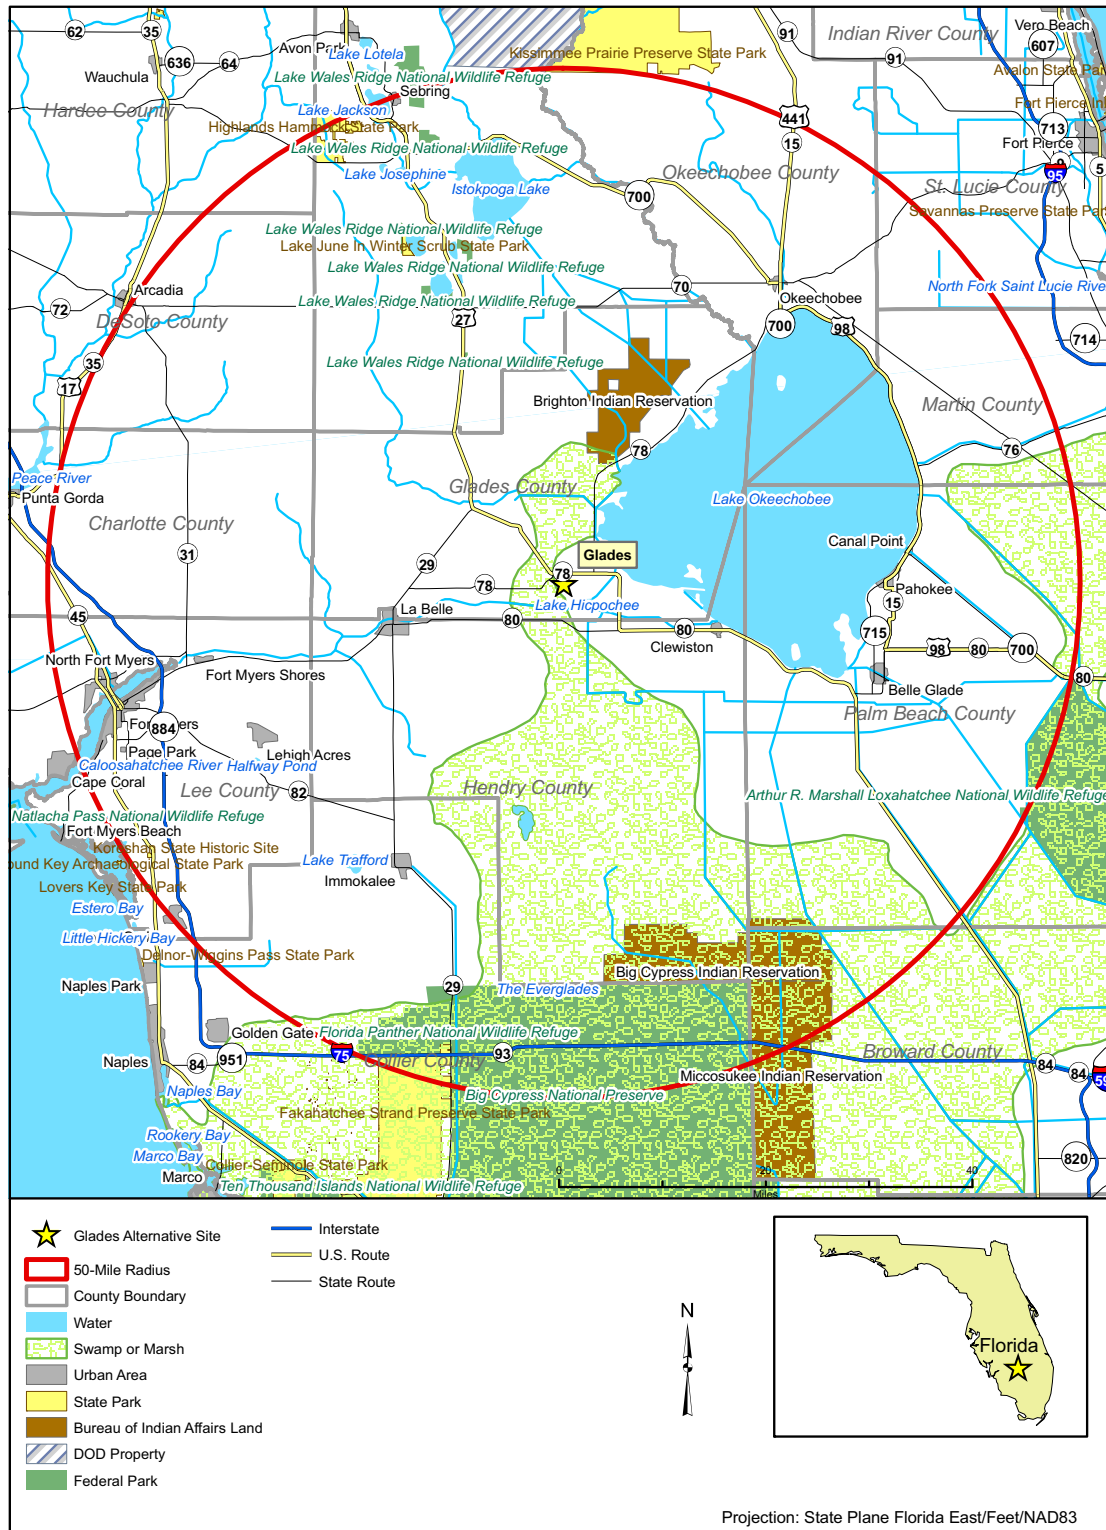 62
35
636
64
Wauchula
Hardee County
Avon Park
Lake Lotela
Lake Wales Ridge National Wildlife Refuge
Sebring
Lake Jackson
Highlands Hammock State Park
Lake Wales Ridge National Wildlife Refuge
Lake Josephine
Istokpoga Lake
Kissimmee Prairie Preserve State Park
91
Indian River County
91
Vero Beach
607
Avalon State Park
Fort Pierce
713
Fort Pierce
9
95
5
441
15
Okeechobee County
St. Lucie County
Savannas Preserve State Park
700
Lake Wales Ridge National Wildlife Refuge
Lake June In Winter Scrub State Park
Lake Wales Ridge National Wildlife Refuge
Lake Wales Ridge National Wildlife Refuge
70
Okeechobee
North Fork Saint Lucie River
Arcadia
72
DeSoto County
27
700
98
714
35
17
Lake Wales Ridge National Wildlife Refuge
Brighton Indian Reservation
Martin County
78
76
Peace River
Punta Gorda
Glades County
Lake Okeechobee
Charlotte County
31
Canal Point
Glades
29
78
78
Pahokee
15
Lake Hicpochee
La Belle
80
45
80
715
Clewiston
98
80
700
80
North Fort Myers
Fort Myers Shores
Belle Glade
Palm Beach County
Fort Myers
884
Page Park
Lehigh Acres
Caloosahatchee River
Halfway Pond
Cape Coral
Lee County
82
Hendry County
Arthur R. Marshall Loxahatchee National Wildlife Refuge
Natlacha Pass National Wildlife Refuge
Fort Myers Beach
Koreshan State Historic Site
ound Key Archaeological State Park
Lake Trafford
Immokalee
Lovers Key State Park
Estero Bay
Little Hickery Bay
Delnor-Wiggins Pass State Park
Naples Park
29
The Everglades
Big Cypress Indian Reservation
Golden Gate
Florida Panther National Wildlife Refuge
Naples
84
951
75
Collier County
93
Broward County
84
84
Miccosukee Indian Reservation
Naples Bay
Big Cypress National Preserve
Fakahatchee Strand Preserve State Park
Rookery Bay
Marco Bay
Marco
Collier-Seminole State Park
Ten Thousand Islands National Wildlife Refuge
820
0
20
40
Miles
Glades Alternative Site
50-Mile Radius
County Boundary
Water
Swamp or Marsh
Urban Area
State Park
Bureau of Indian Affairs Land
DOD Property
Federal Park
Interstate
U.S. Route
State Route
N
Florida
Projection: State Plane Florida East/Feet/NAD83